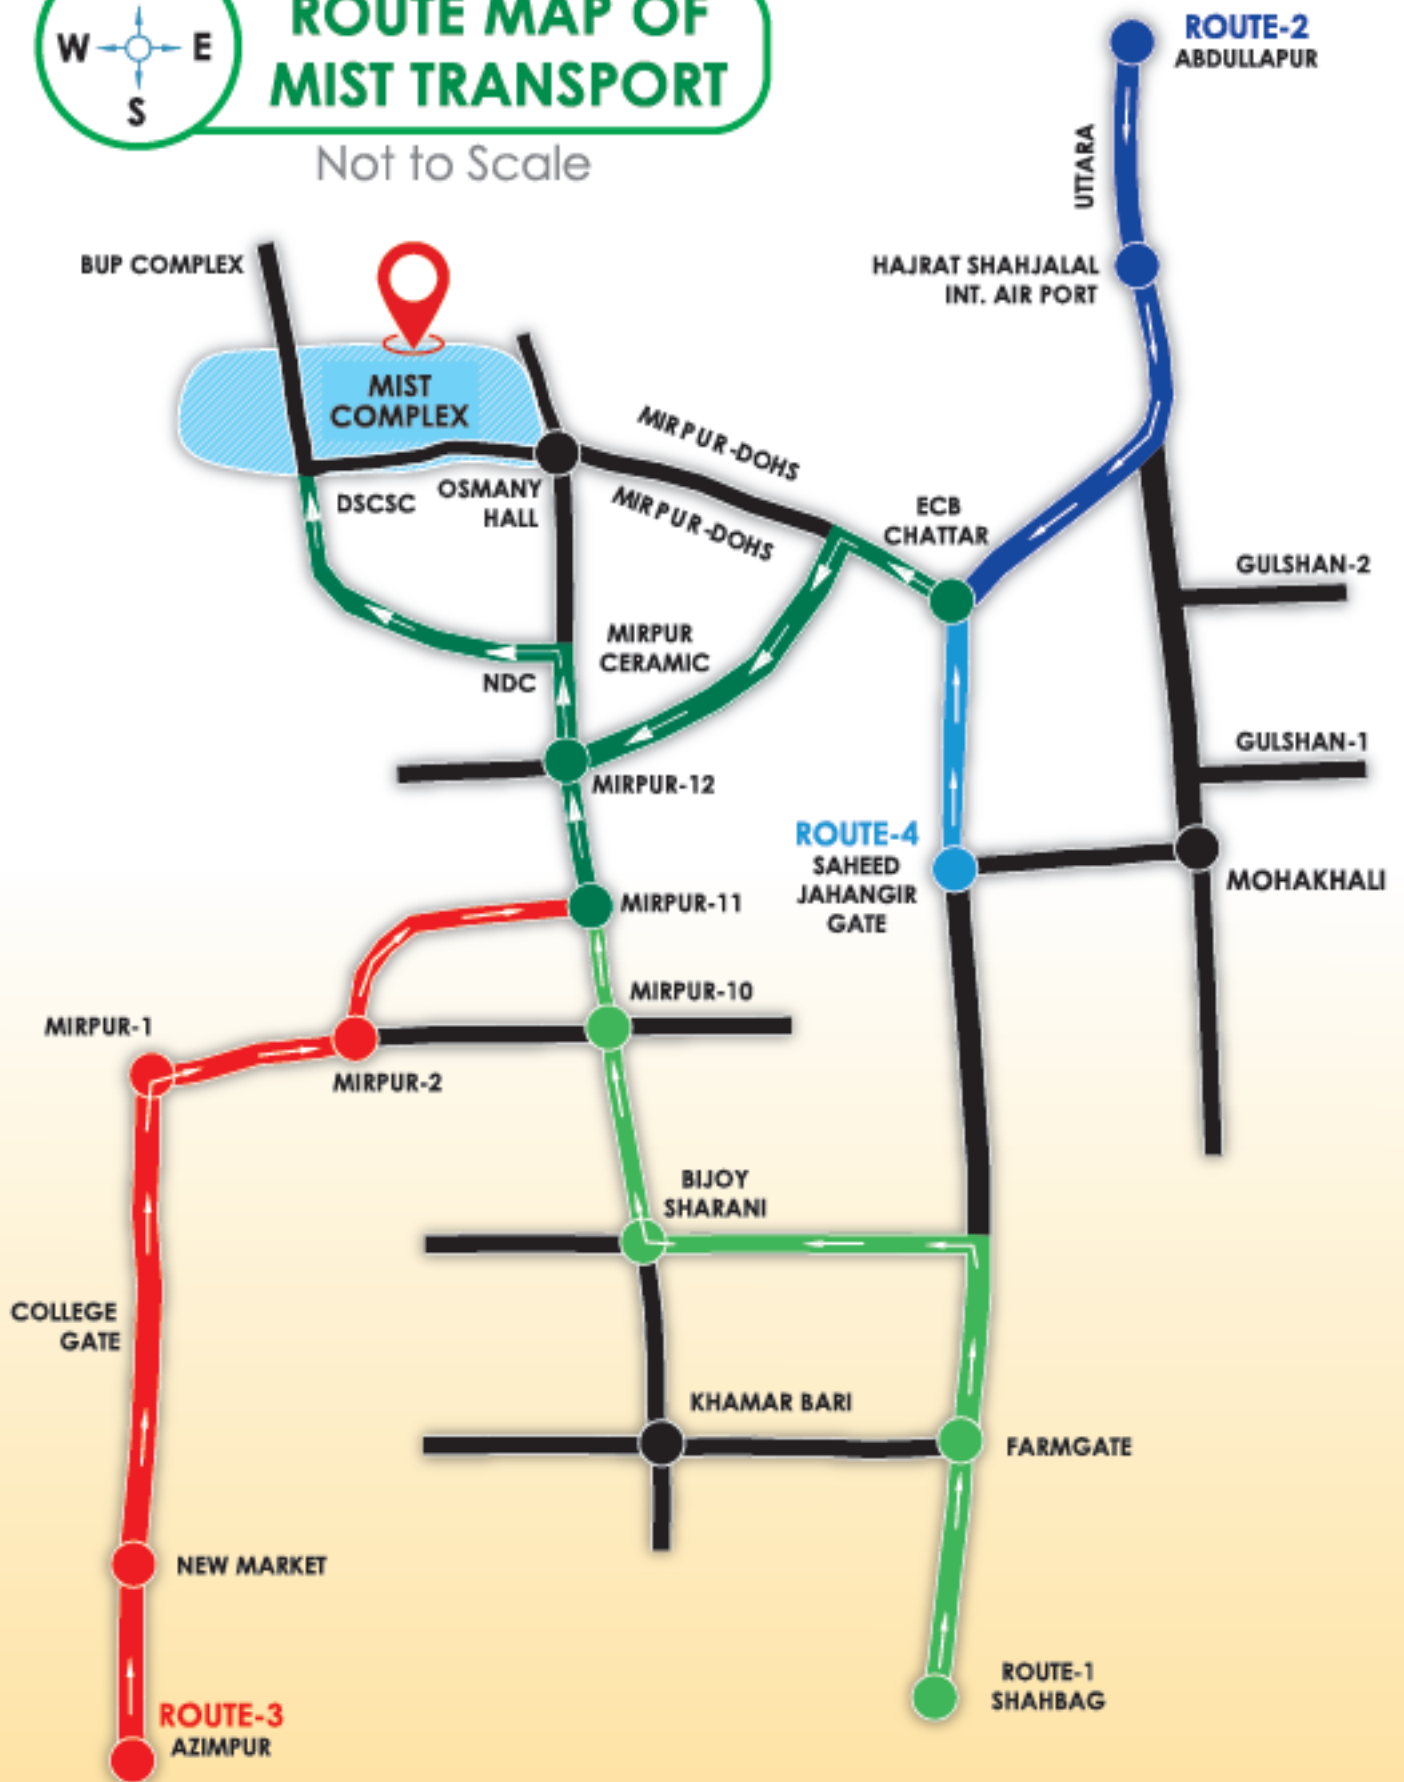 ROUTE MAP OF
MIST TRANSPORT
W E
S
Not to Scale
ROUTE-2
ABDULLAPUR
UTTARA
HAJRAT SHAHJALAL
INT. AIR PORT
BUP COMPLEX
MIST
COMPLEX
MIRPUR-DOHS
MIRPUR-DOHS
DSCSC
OSMANY
HALL
ECB
CHATTAR
GULSHAN-2
MIRPUR
CERAMIC
NDC
GULSHAN-1
MIRPUR-12
ROUTE-4
SAHEED
JAHANGIR
GATE
MOHAKHALI
MIRPUR-11
MIRPUR-10
MIRPUR-1
MIRPUR-2
BIJOY
SHARANI
COLLEGE
GATE
KHAMAR BARI
FARMGATE
NEW MARKET
ROUTE-1
SHAHBAG
ROUTE-3
AZIMPUR